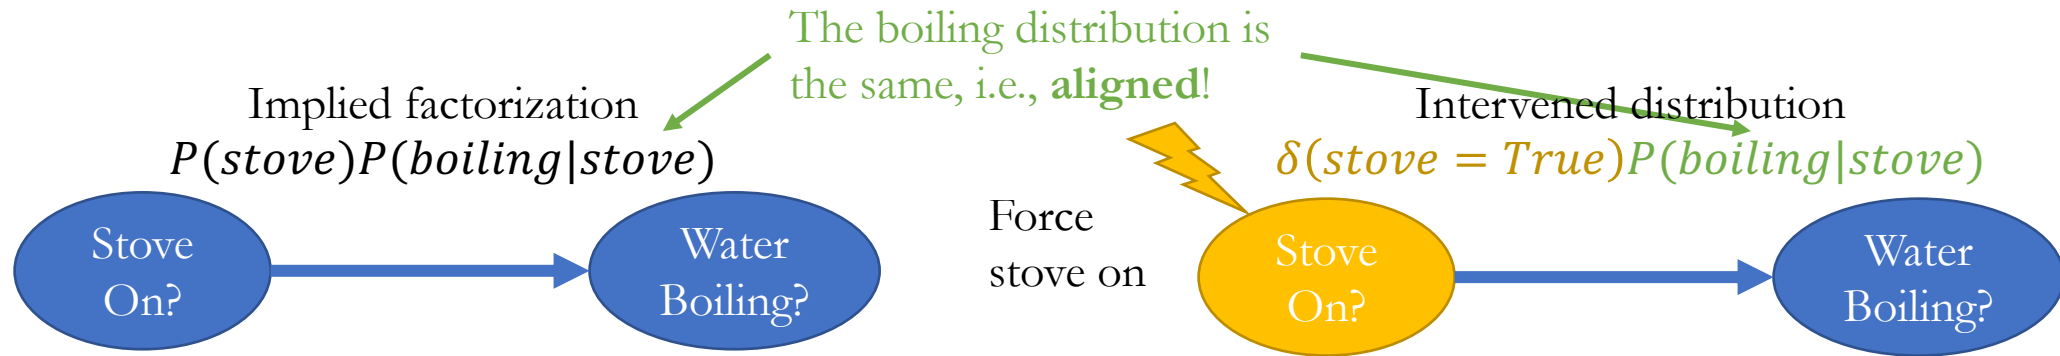 The boiling distribution is
the same, i.e., aligned!
Implied factorization
P(stove)P(boiling|stove)
Stove
On?
Water
Boiling?
Force
stove on
Intervened distribution
δ(stove = True)P(boiling|stove)
Stove
On?
Water
Boiling?